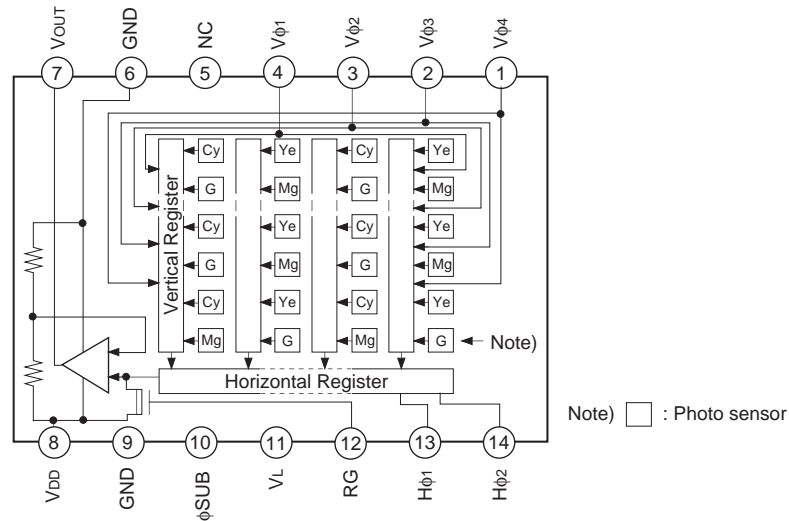 VOUT GND NC Vϕ1 Vϕ2 Vϕ3 Vϕ4
7 6 5 4 3 2 1
Cy Ye Cy Ye
G Mg G Mg
Cy Ye Cy Ye
G Mg G Mg
Cy Ye Cy Ye
Mg G Mg G
Vertical Register
Note)
Horizontal Register
Note) : Photo sensor
8 9 10 11 12 13 14
VDD GND ϕSUB VL RG Hϕ1 Hϕ2